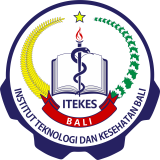 ITEKES
BALI
INSTITUT TEKNOLOGI DAN KESEHATAN BALI